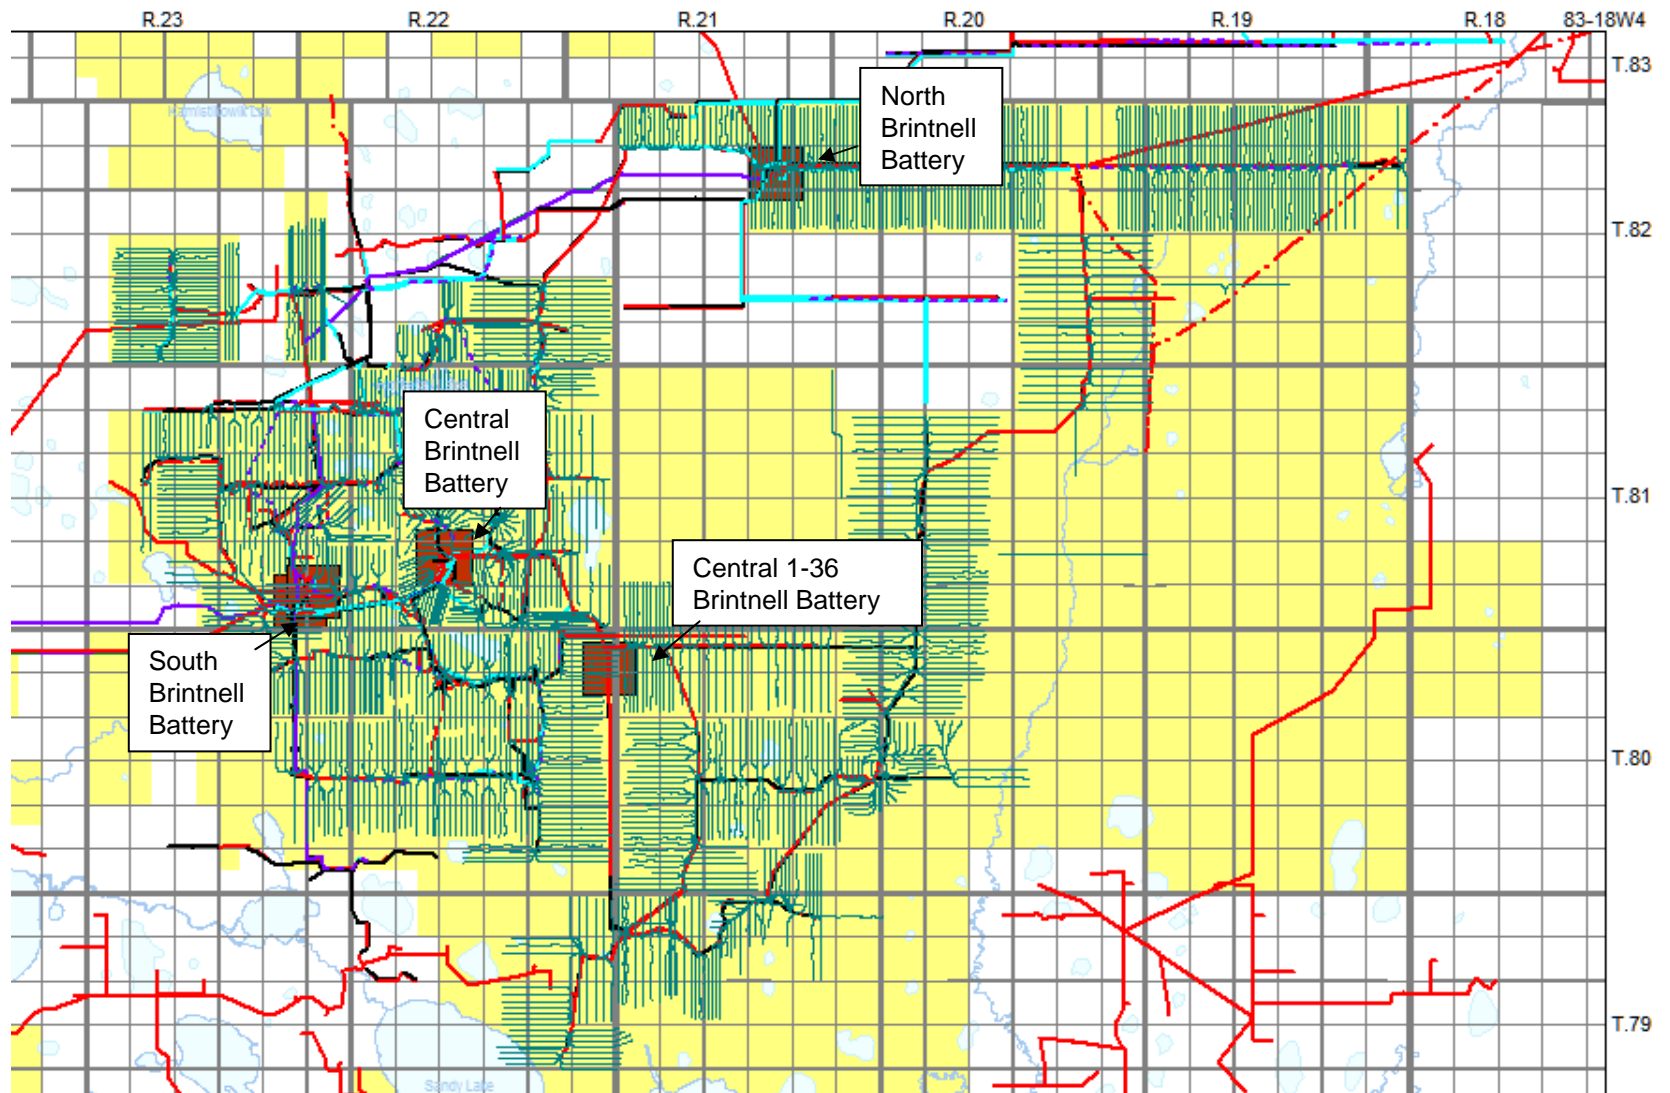 R.23 R.22 R.21 R.20 R.19 R.18 83-18W4
T.83
North
Brintnell
Battery
T.82
Central
Brintnell
Battery
T.81
Central 1-36
Brintnell Battery
South
Brintnell
Battery
T.80
T.79
Sandy Lake